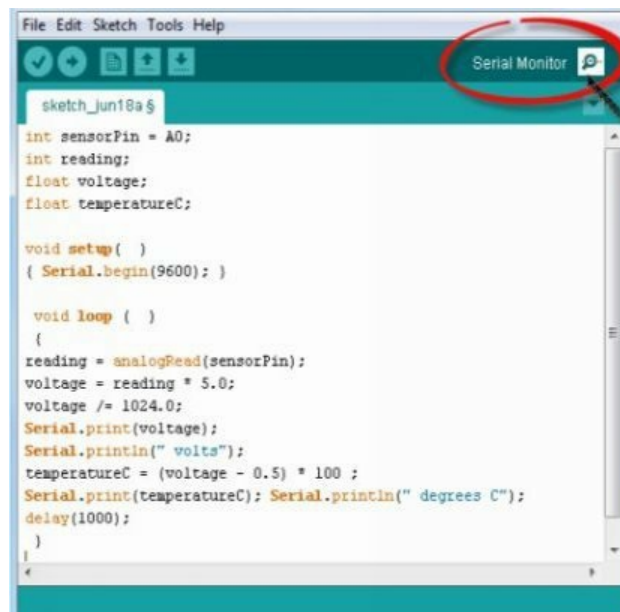 File Edit Sketch Tools Help
Serial Monitor
sketch_jun18a §
int sensorPin = A0;
int reading;
float voltage;
float temperatureC;
void setup( )
{ Serial.begin(9600); }
void loop ( )
{
reading = analogRead(sensorPin);
voltage = reading * 5.0;
voltage /= 1024.0;
Serial.print(voltage);
Serial.println(" volts");
temperatureC = (voltage - 0.5) * 100 ;
Serial.print(temperatureC); Serial.println(" degrees C");
delay(1000);
}